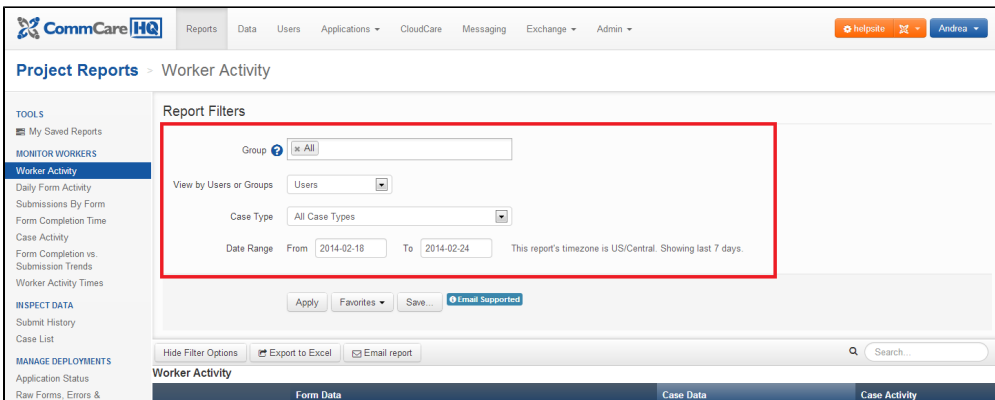 CommCare HQ
Reports Data Users Applications CloudCare Messaging Exchange Admin
helpsite
Andrea
Project Reports > Worker Activity
TOOLS
My Saved Reports
MONITOR WORKERS
Worker Activity
Daily Form Activity
Submissions By Form
Form Completion Time
Case Activity
Form Completion vs.
Submission Trends
Worker Activity Times
INSPECT DATA
Submit History
Case List
MANAGE DEPLOYMENTS
Application Status
Raw Forms, Errors &
Report Filters
Group ? x All
View by Users or Groups Users
Case Type All Case Types
Date Range From 2014-02-18 To 2014-02-24 This report's timezone is US/Central. Showing last 7 days.
Apply Favorites Save... Email Supported
Hide Filter Options Export to Excel Email report Search...
Worker Activity
Form Data Case Data Case Activity